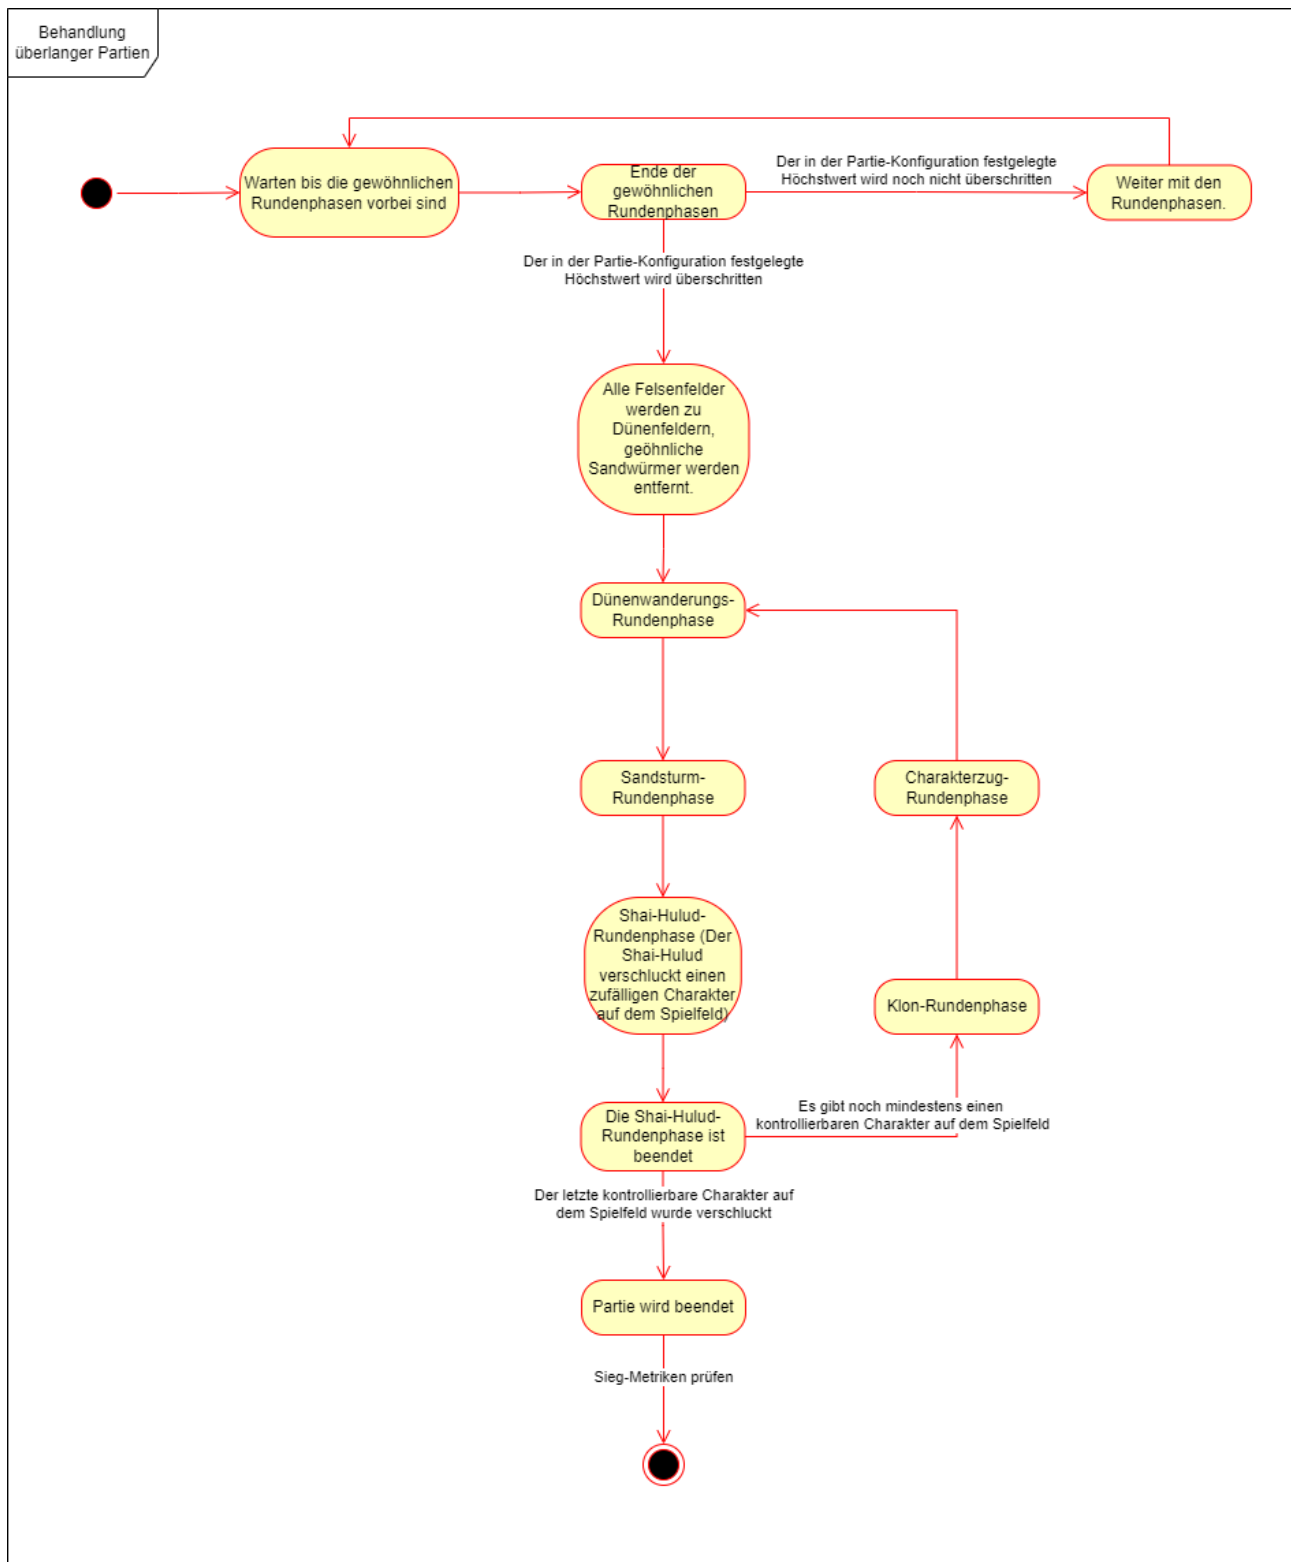 Behandlung
überlanger Partien
Warten bis die gewöhnlichen
Rundenphasen vorbei sind
Ende der
gewöhnlichen
Rundenphasen
Der in der Partie-Konfiguration festgelegte
Höchstwert wird noch nicht überschritten
Weiter mit den
Rundenphasen.
Der in der Partie-Konfiguration festgelegte
Höchstwert wird überschritten
Alle Felsenfelder
werden zu
Dünenfeldern,
geöhnliche
Sandwürmer werden
entfernt.
Dünenwanderungs-
Rundenphase
Sandsturm-
Rundenphase
Charakterzug-
Rundenphase
Shai-Hulud-
Rundenphase (Der
Shai-Hulud
verschluckt einen
zufälligen Charakter
auf dem Spielfeld)
Klon-Rundenphase
Die Shai-Hulud-
Rundenphase ist
beendet
Es gibt noch mindestens einen
kontrollierbaren Charakter auf dem Spielfeld
Der letzte kontrollierbare Charakter auf
dem Spielfeld wurde verschluckt
Partie wird beendet
Sieg-Metriken prüfen